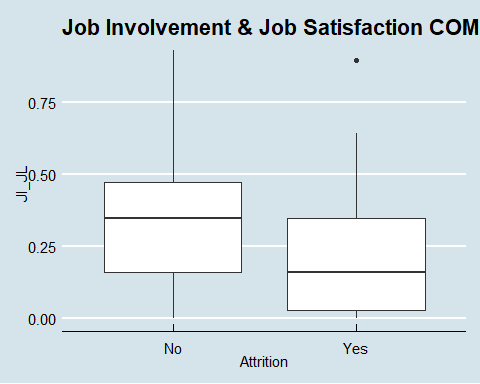 Job Involvement & Job Satisfaction COM
0.75
0.50
0.25
0.00
JI_JL
No Yes
Attrition